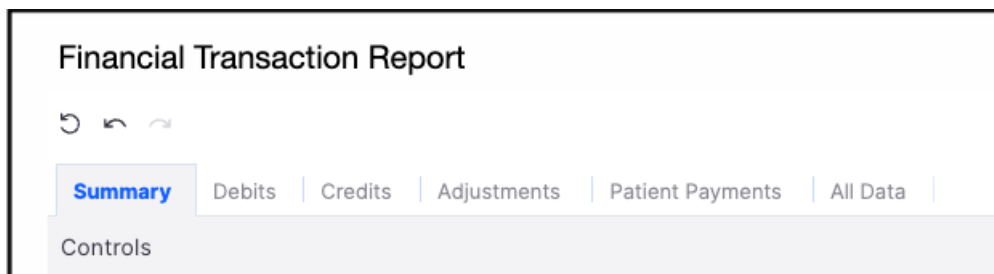 Financial Transaction Report
Summary Debits Credits Adjustments Patient Payments All Data
Controls